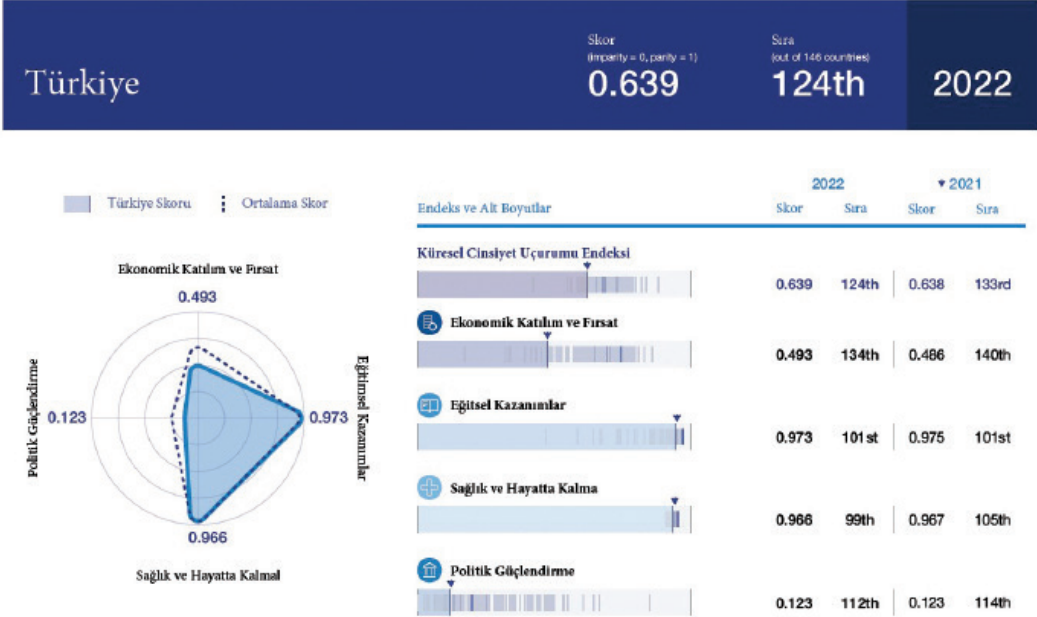 Türkiye
Skor
(imparity = 0, parity = 1)
0.639
Sıra
(out of 146 countries)
124th
2022
Türkiye Skoru
Ortalama Skor
Ekonomik Katılım ve Fırsat
0.493
Politik Güçlendirme
0.123
0.973
Eğitimsel Kazanımlar
0.966
Sağlık ve Hayatta Kalmal
2022
2021
Endeks ve Alt Boyutlar
Skor Sıra Skor Sıra
Küresel Cinsiyet Uçurumu Endeksi
0.639 124th 0.638 133rd
Ekonomik Katılım ve Fırsat
0.493 134th 0.486 140th
Eğitsel Kazanımlar
0.973 101st 0.975 101st
Sağlık ve Hayatta Kalma
0.966 99th 0.967 105th
Politik Güçlendirme
0.123 112th 0.123 114th